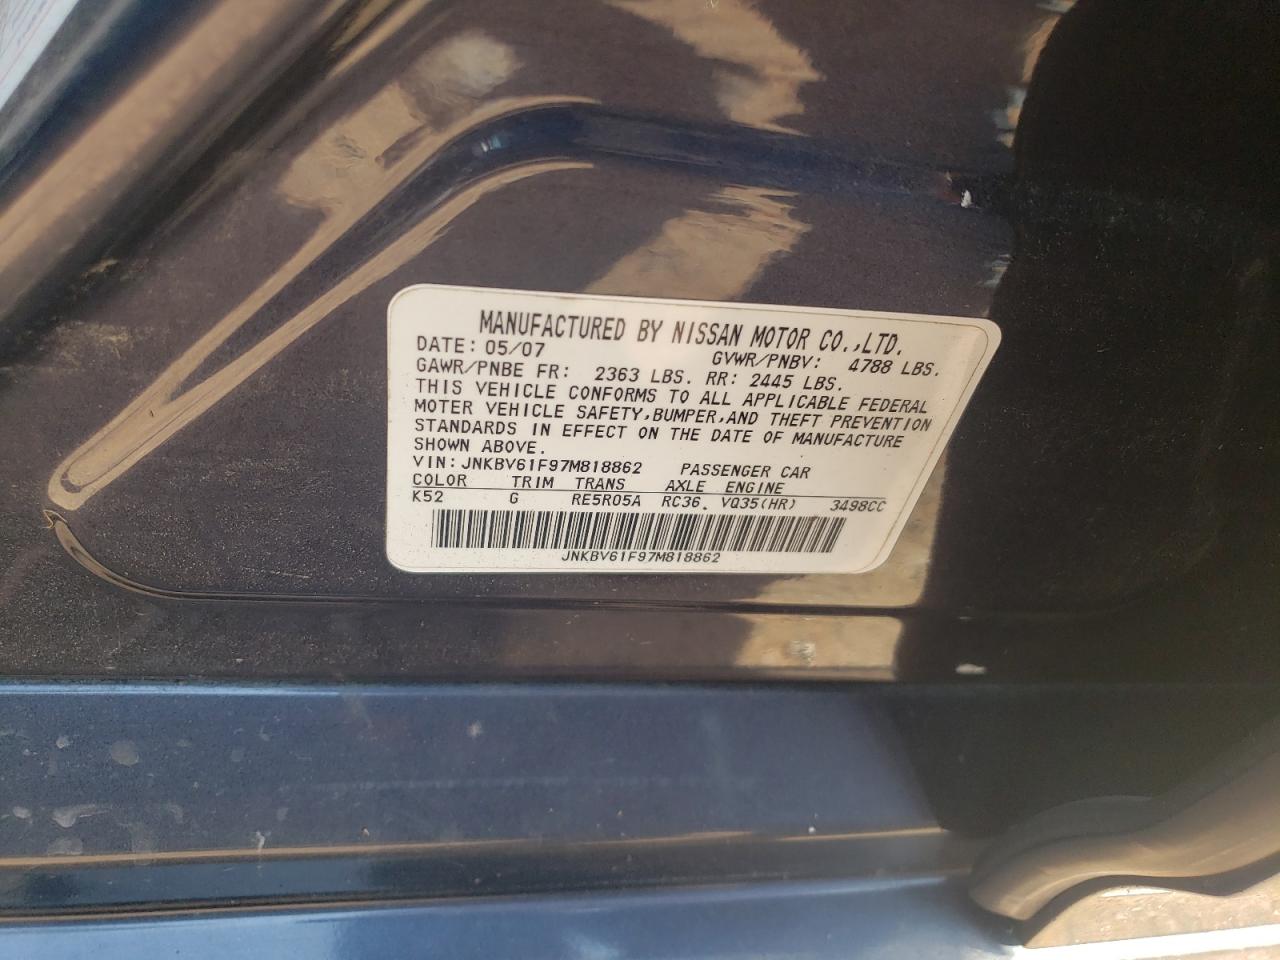 MANUFACTURED BY NISSAN MOTOR CO.,LTD.
DATE: 05/07 GVWR/PNBV: 4788 LBS.
GAWR/PNBE FR: 2363 LBS. RR: 2445 LBS.
THIS VEHICLE CONFORMS TO ALL APPLICABLE FEDERAL
MOTER VEHICLE SAFETY,BUMPER,AND THEFT PREVENTION
STANDARDS IN EFFECT ON THE DATE OF MANUFACTURE
SHOWN ABOVE.
VIN:JNKBV61F97M818862 PASSENGER CAR
COLOR TRIM TRANS AXLE ENGINE
K52 G RE5R05A RC36. VQ35(HR) 3498CC
JNKBV61F97M818862